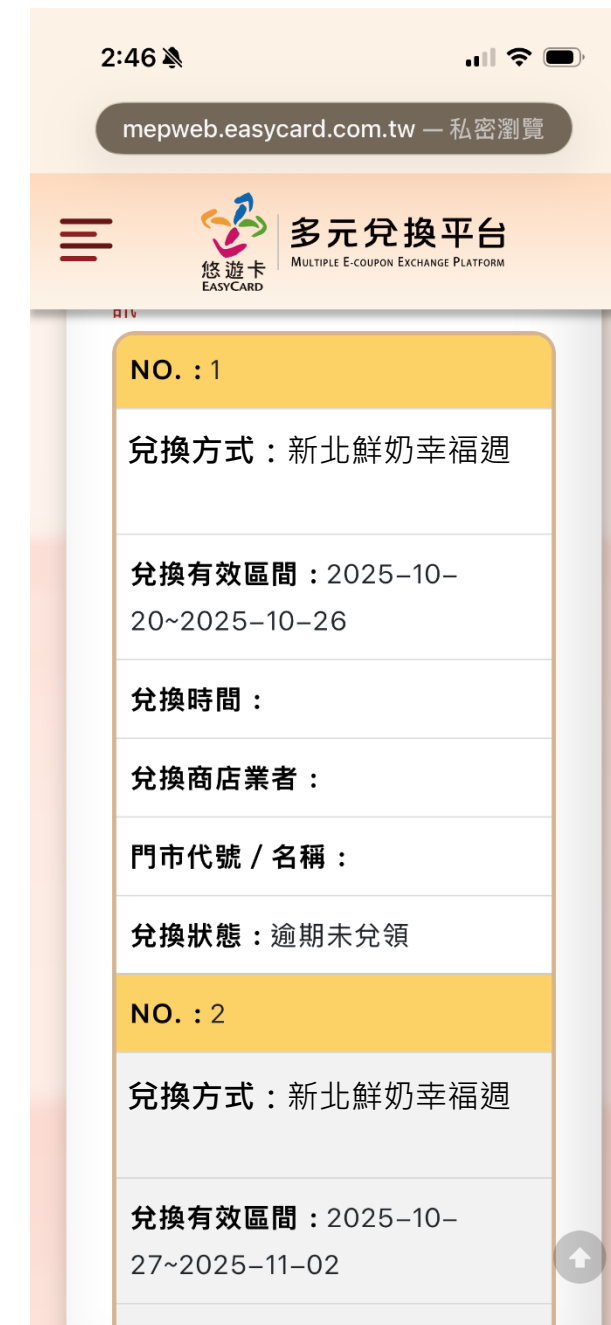 2:46
mepweb.easycard.com.tw — 私密瀏覽
悠遊卡
EASYCARD
多元兌換平台
MULTIPLE E-COUPON EXCHANGE PLATFORM
NO. : 1
兌換方式：新北鮮奶幸福週
兌換有效區間：2025-10-
20~2025-10-26
兌換時間：
兌換商店業者：
門市代號 / 名稱：
兌換狀態：逾期未兌領
NO. : 2
兌換方式：新北鮮奶幸福週
兌換有效區間：2025-10-
27~2025-11-02